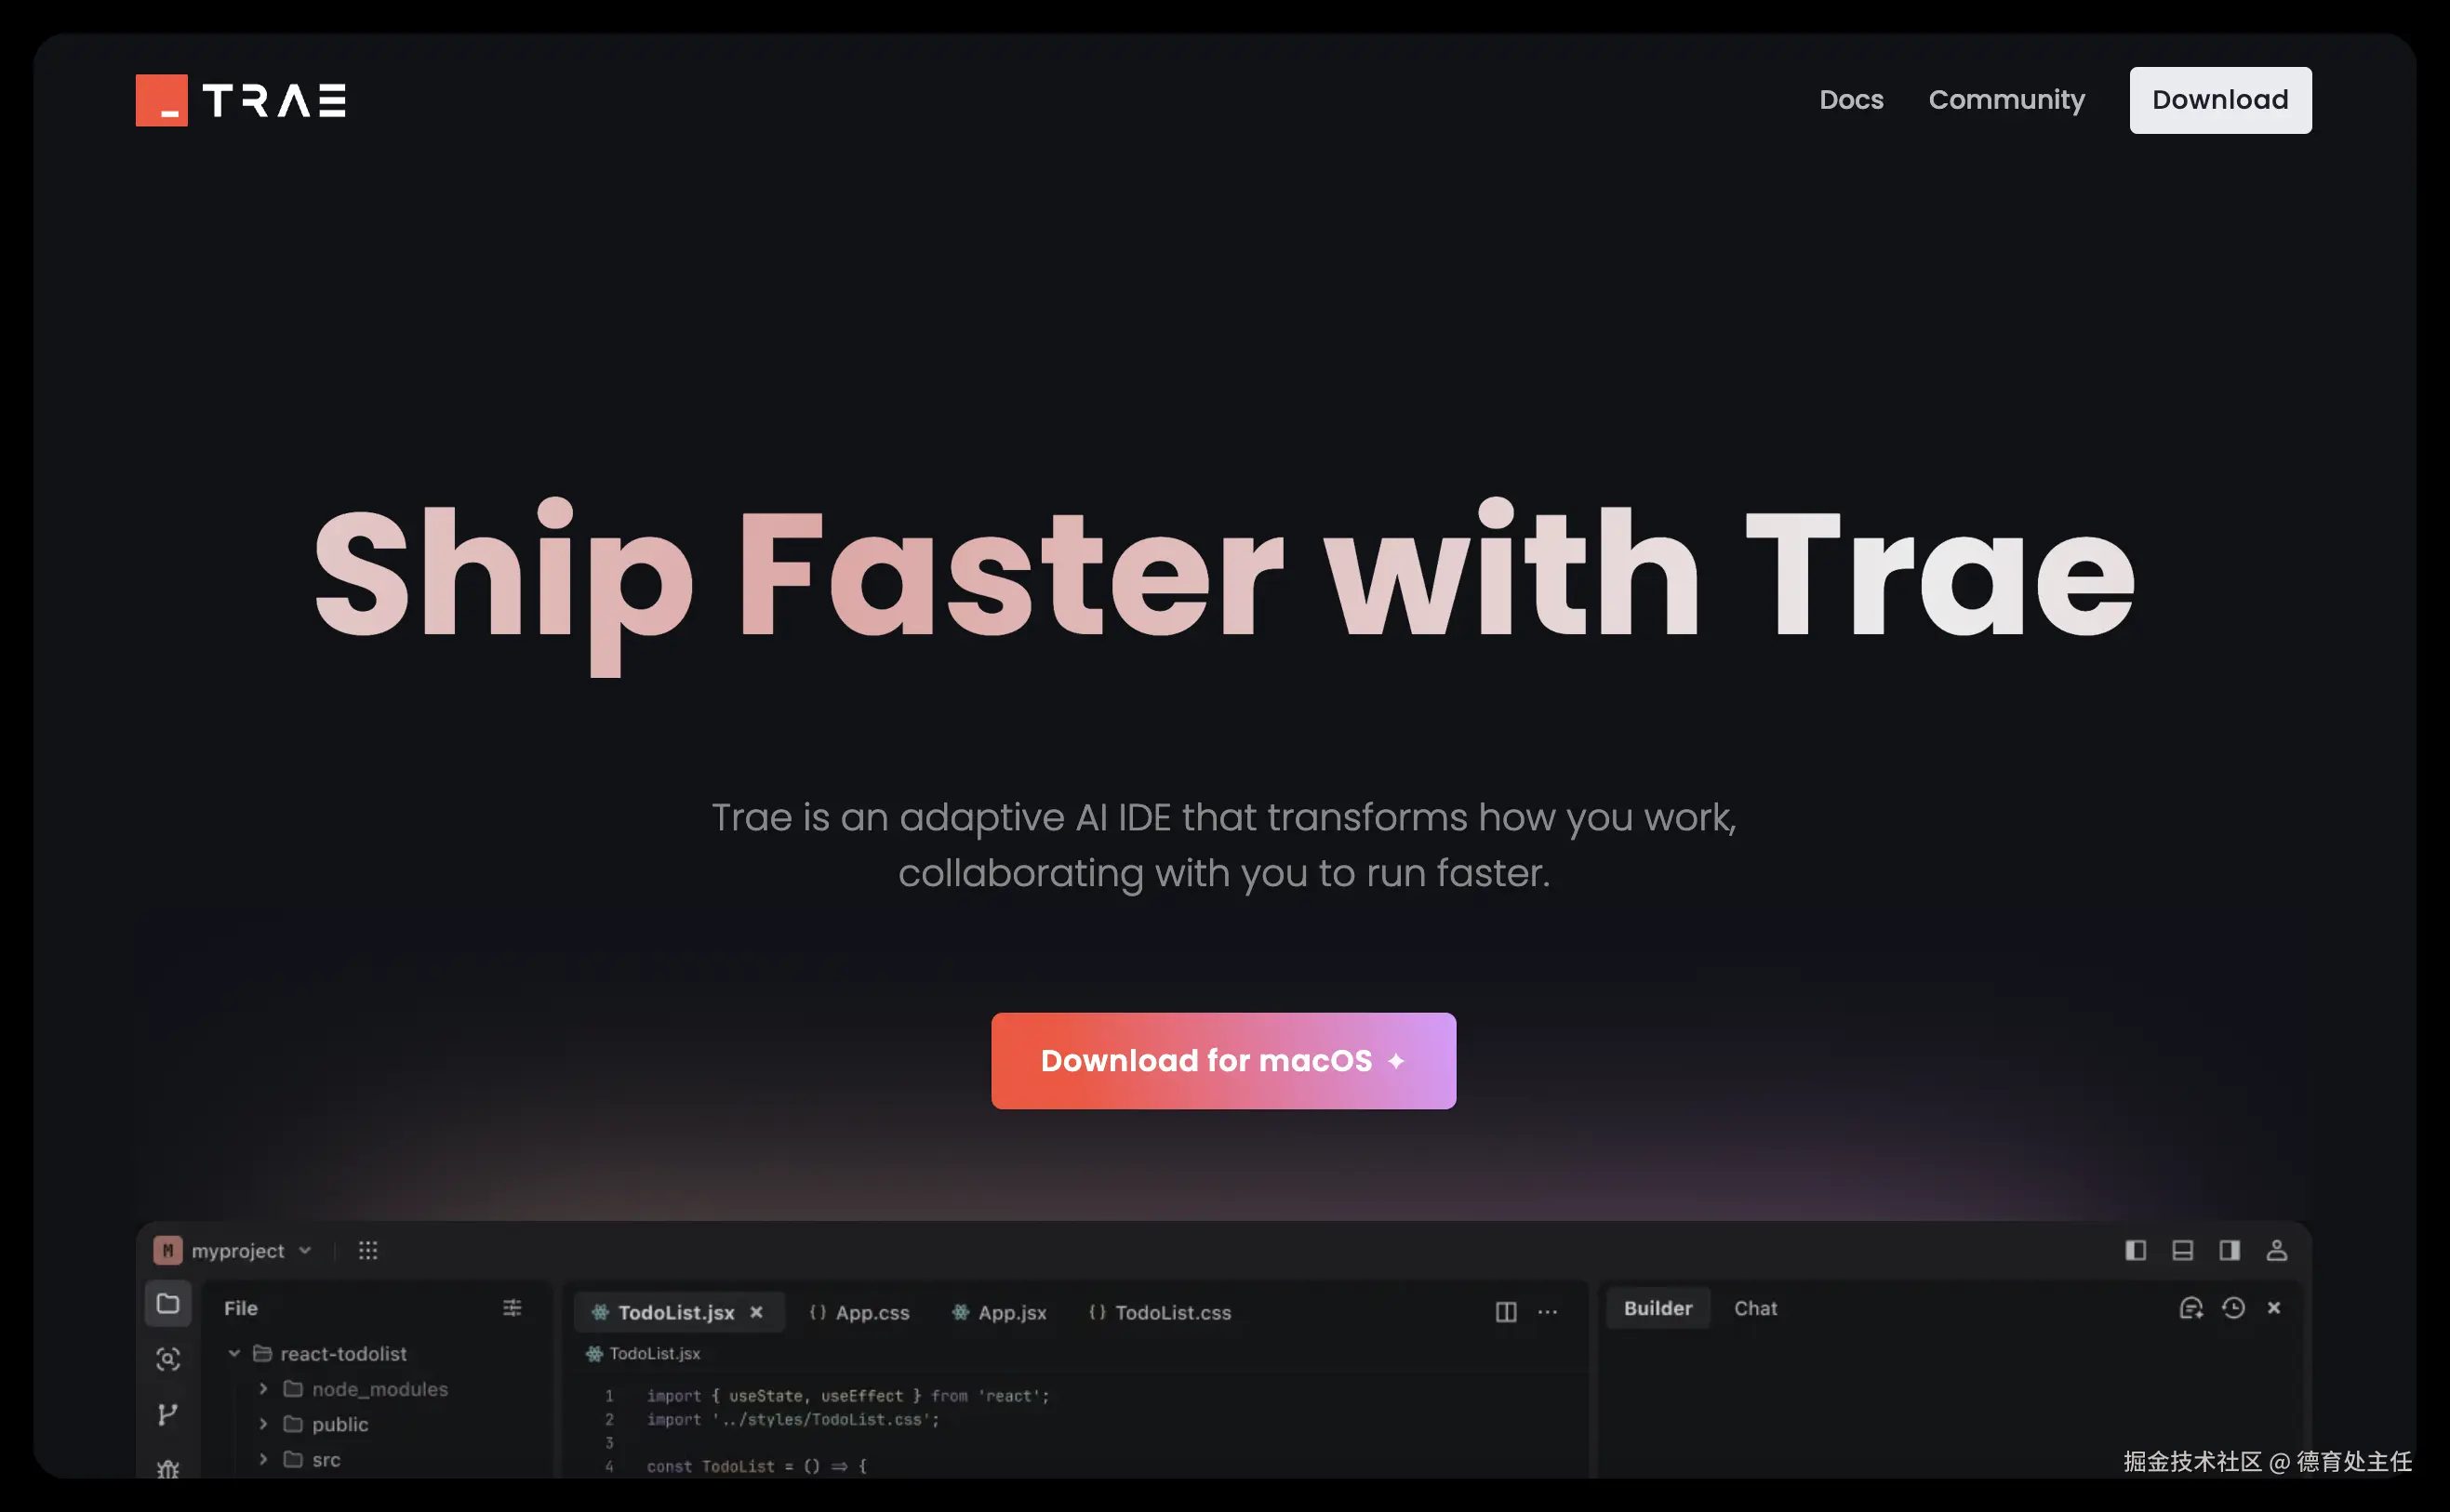 TRAE
Docs Community Download
Ship Faster with Trae
Trae is an adaptive AI IDE that transforms how you work,
collaborating with you to run faster.
Download for macOS
M myproject
File
react-todolist
node_modules
public
src
TodoList.jsx { } App.css App.jsx { } TodoList.css
TodoList.jsx
1 import { useState, useEffect } from 'react';
2 import '../styles/TodoList.css';
3
4 const TodoList = () => {
Builder Chat
掘金技术社区 @ 德育处主任